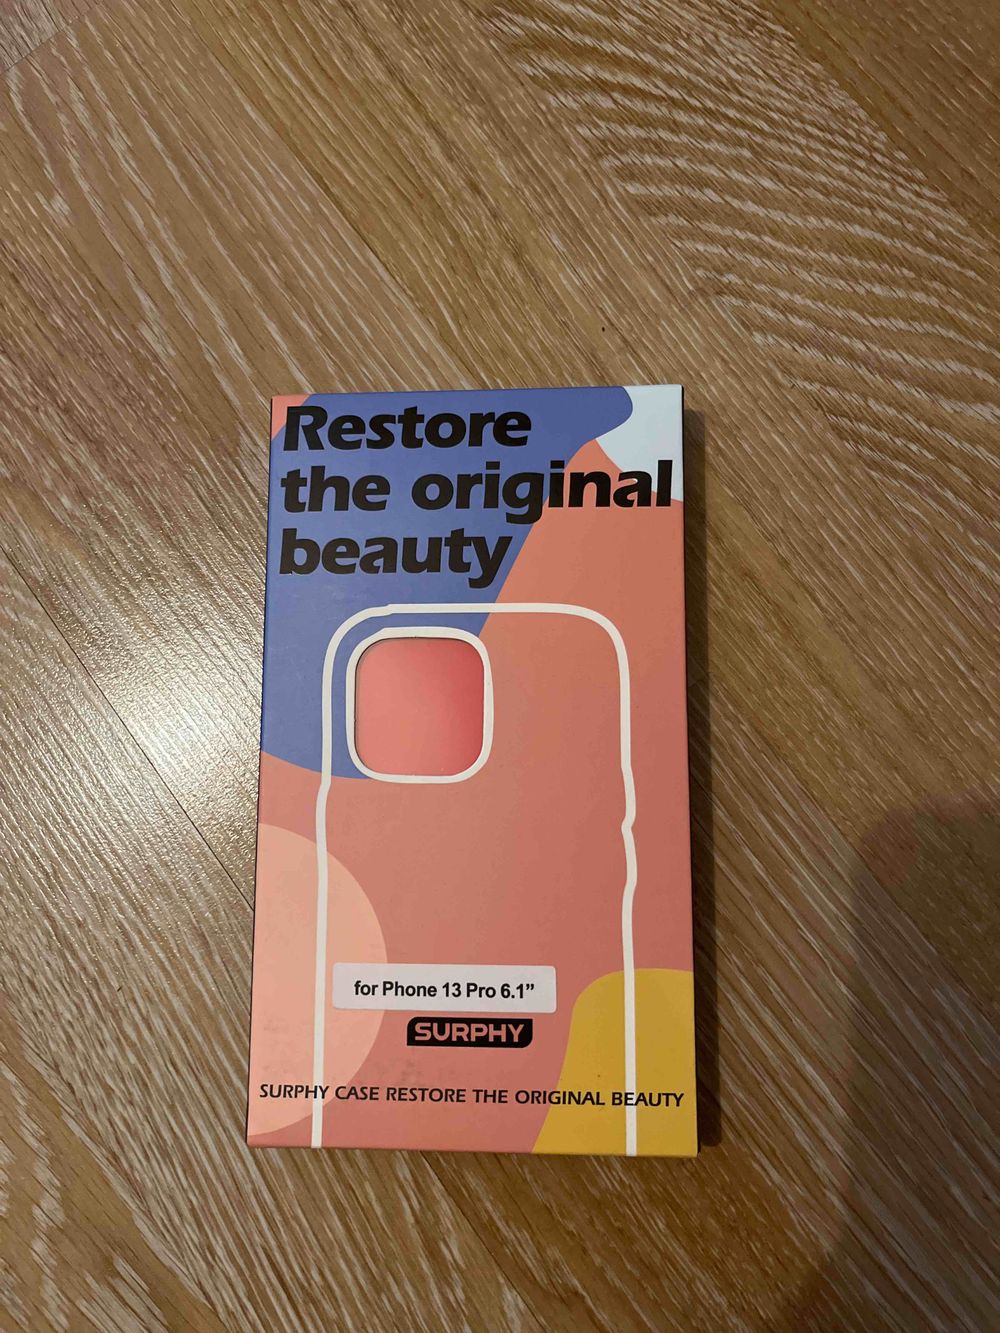 Restore
the original
beauty
for Phone 13 Pro 6.1”
SURPHY
SURPHY CASE RESTORE THE ORIGINAL BEAUTY